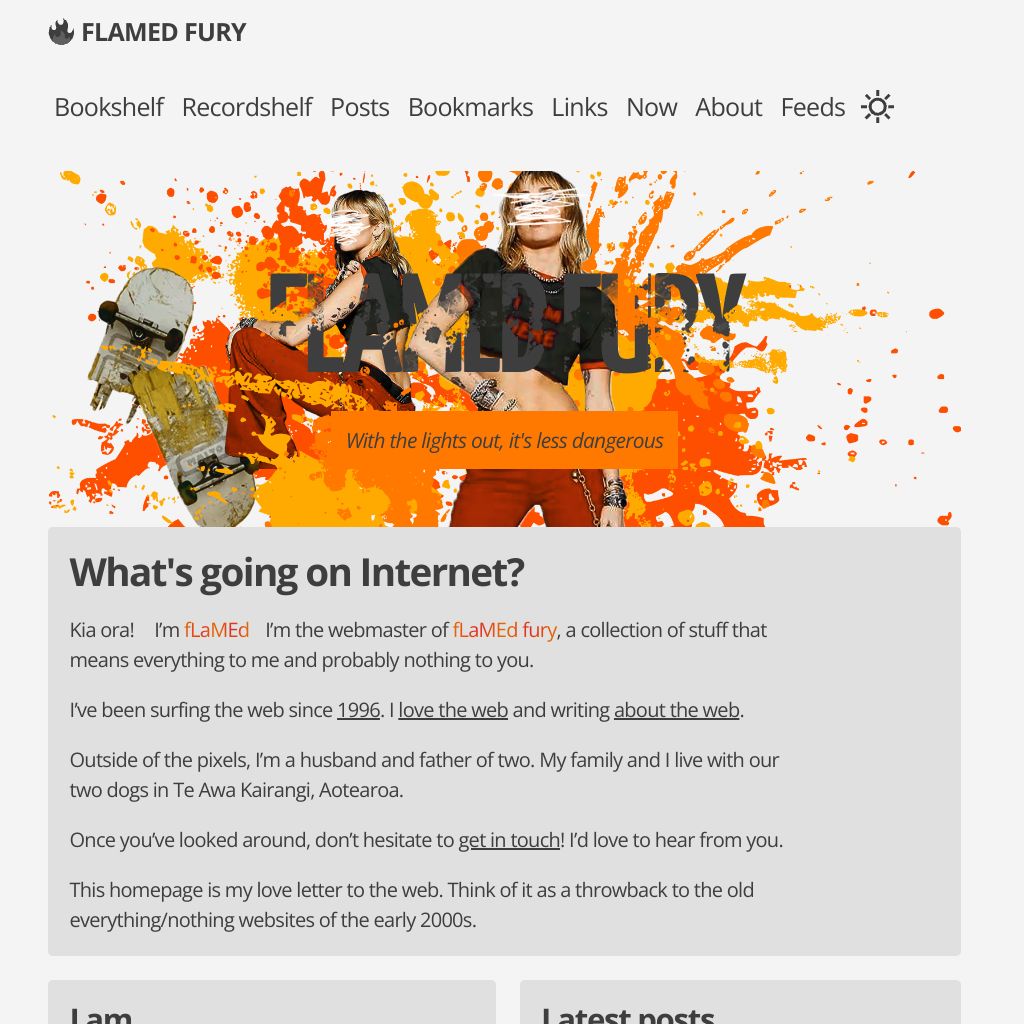 FLAMED FURY
Bookshelf Recordshelf Posts Bookmarks Links Now About Feeds
FLAMED FURY
With the lights out, it's less dangerous
What's going on Internet?
Kia ora! I’m fLaMEd I’m the webmaster of fLaMEd fury, a collection of stuff that
means everything to me and probably nothing to you.
I’ve been surfing the web since 1996. I love the web and writing about the web.
Outside of the pixels, I’m a husband and father of two. My family and I live with our
two dogs in Te Awa Kairangi, Aotearoa.
Once you’ve looked around, don’t hesitate to get in touch! I’d love to hear from you.
This homepage is my love letter to the web. Think of it as a throwback to the old
everything/nothing websites of the early 2000s.
I am
Latest posts